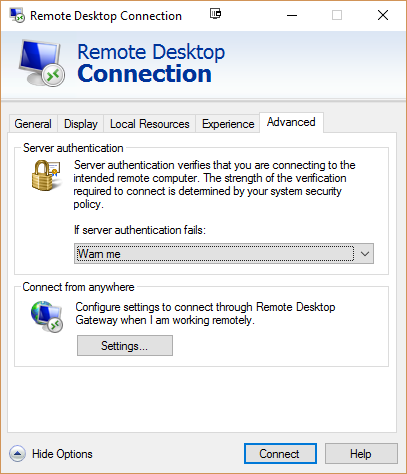 Remote Desktop Connection
Remote Desktop
Connection
General Display Local Resources Experience Advanced
Server authentication
Server authentication verifies that you are connecting to the
intended remote computer. The strength of the verification
required to connect is determined by your system security
policy.
If server authentication fails:
Warn me
Connect from anywhere
Configure settings to connect through Remote Desktop
Gateway when I am working remotely.
Settings...
Hide Options Connect Help